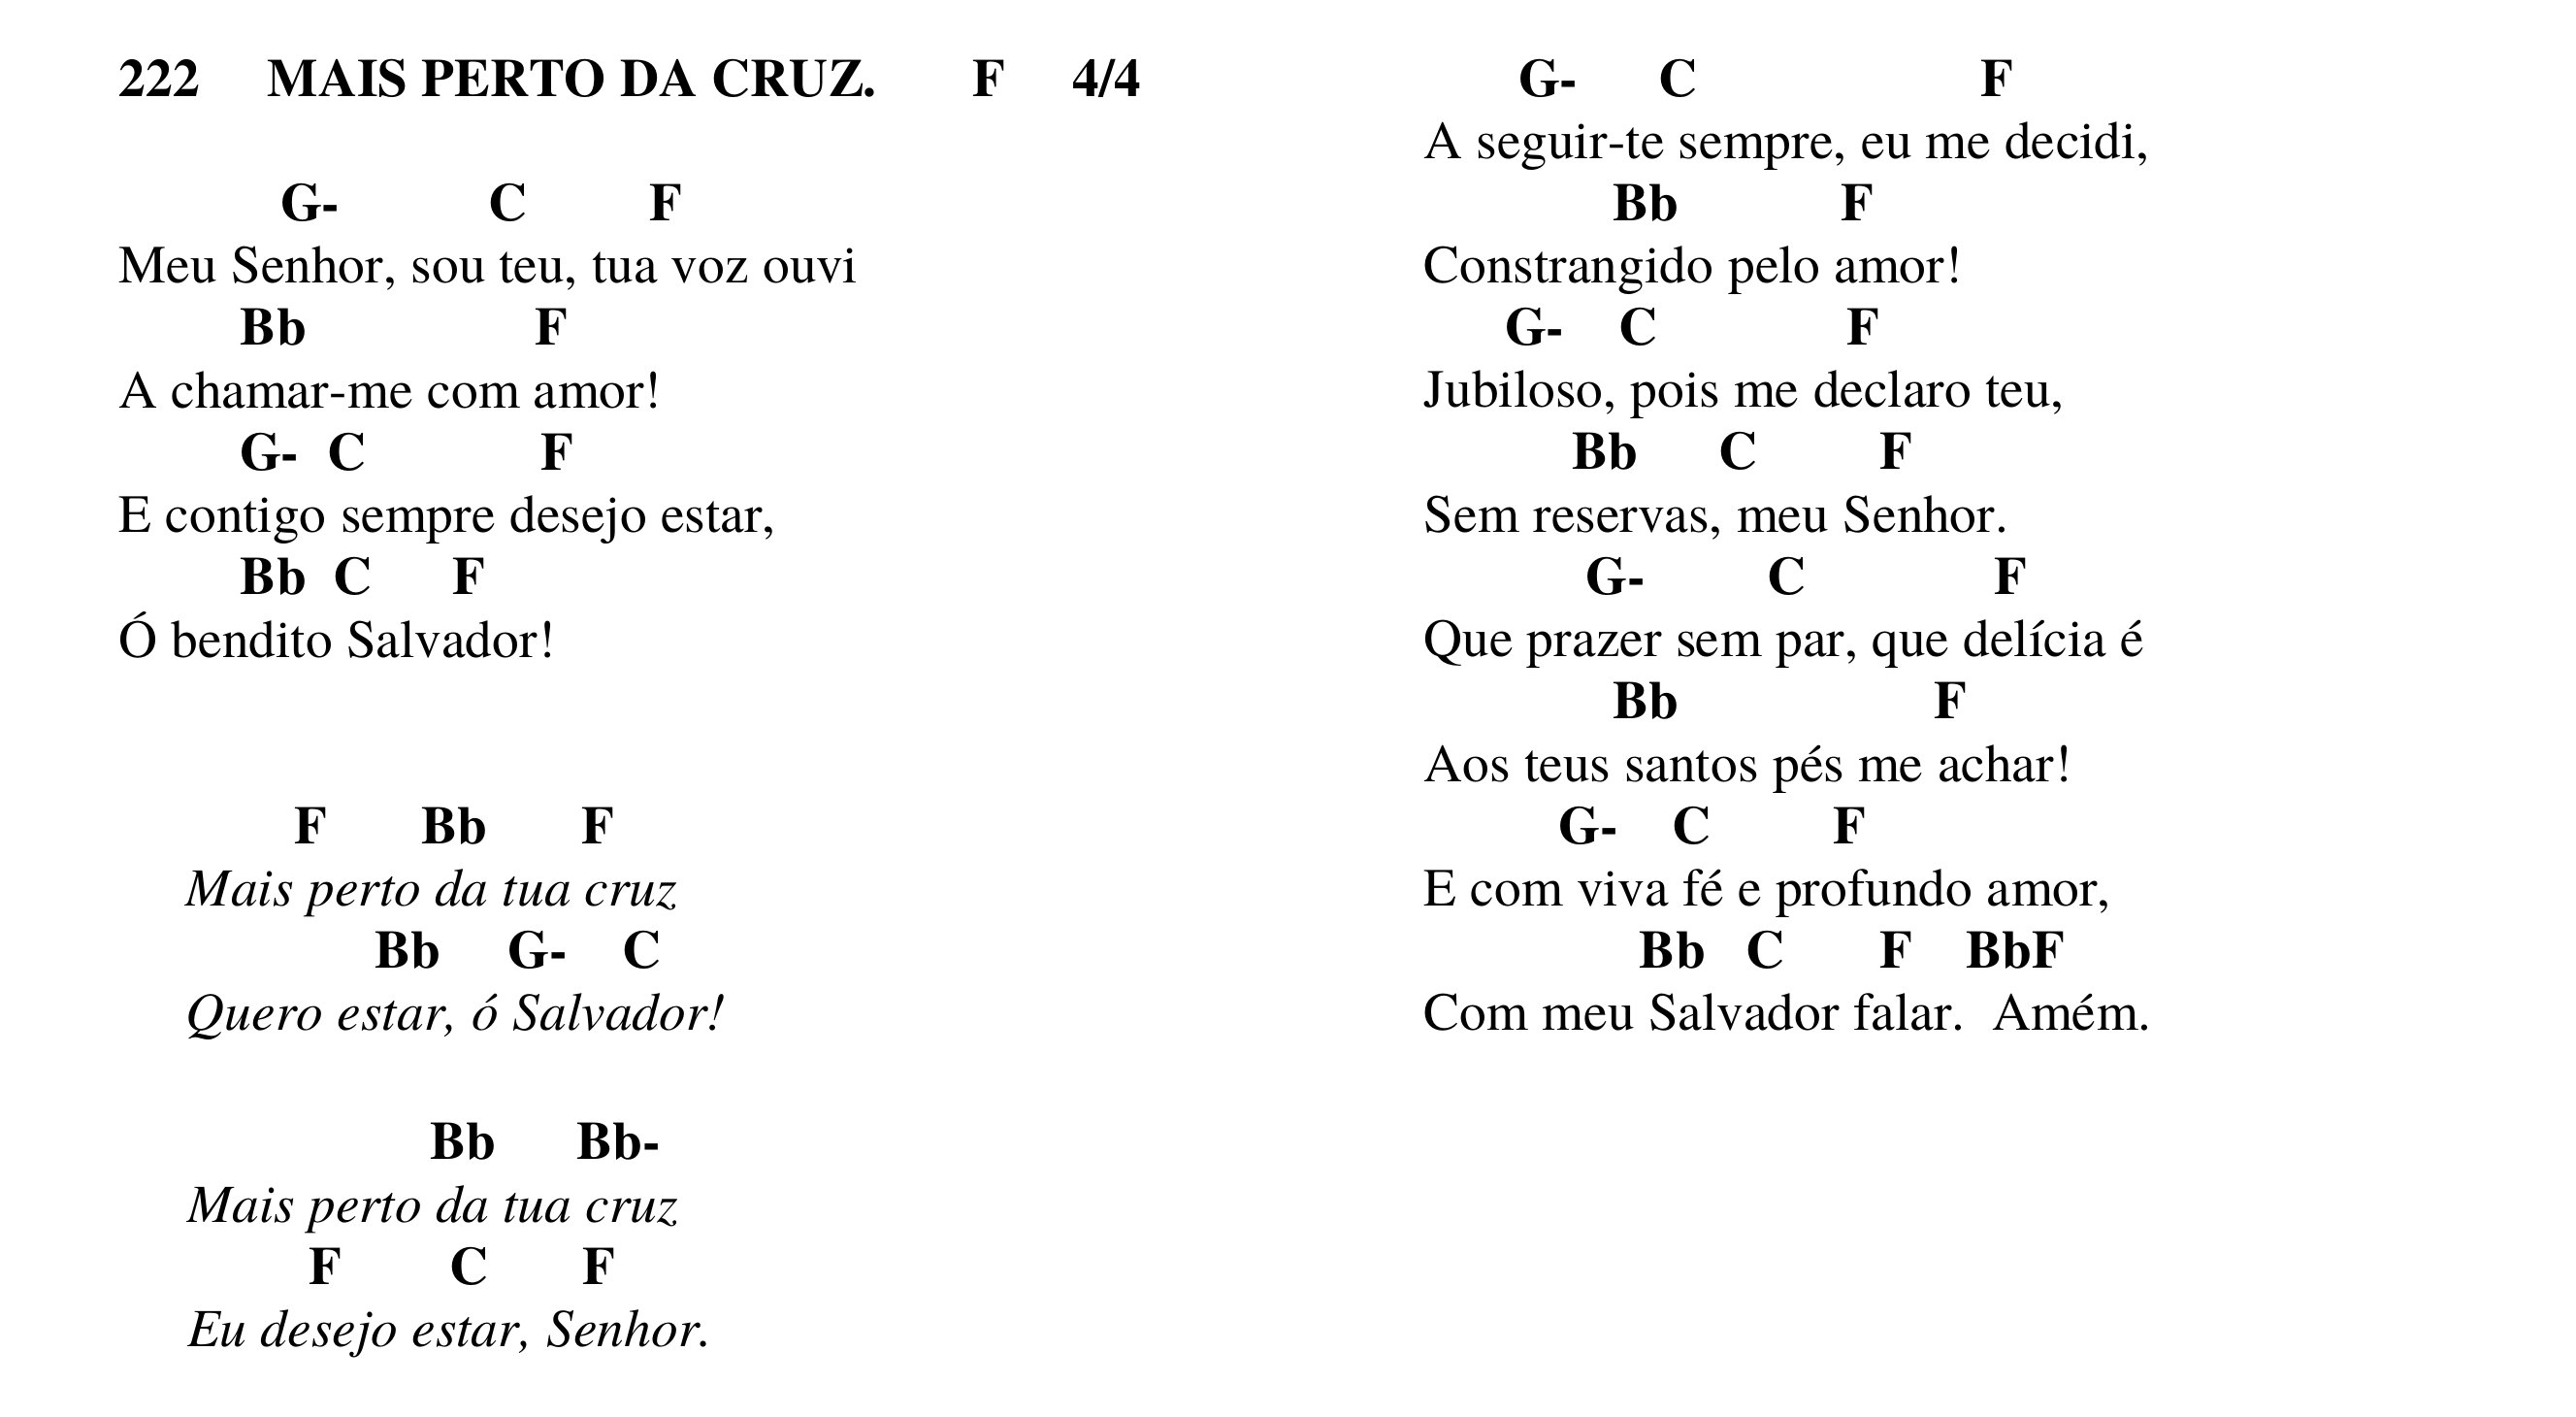 222 MAIS PERTO DA CRUZ. F 4/4
G- C F
Meu Senhor, sou teu, tua voz ouvi
Bb F
A chamar-me com amor!
G- C F
E contigo sempre desejo estar,
Bb C F
Ó bendito Salvador!
F Bb F
Mais perto da tua cruz
Bb G- C
Quero estar, ó Salvador!
Bb Bb-
Mais perto da tua cruz
F C F
Eu desejo estar, Senhor.
G- C F
A seguir-te sempre, eu me decidi,
Bb F
Constrangido pelo amor!
G- C F
Jubiloso, pois me declaro teu,
Bb C F
Sem reservas, meu Senhor.
G- C F
Que prazer sem par, que delícia é
Bb F
Aos teus santos pés me achar!
G- C F
E com viva fé e profundo amor,
Bb C F BbF
Com meu Salvador falar. Amém.